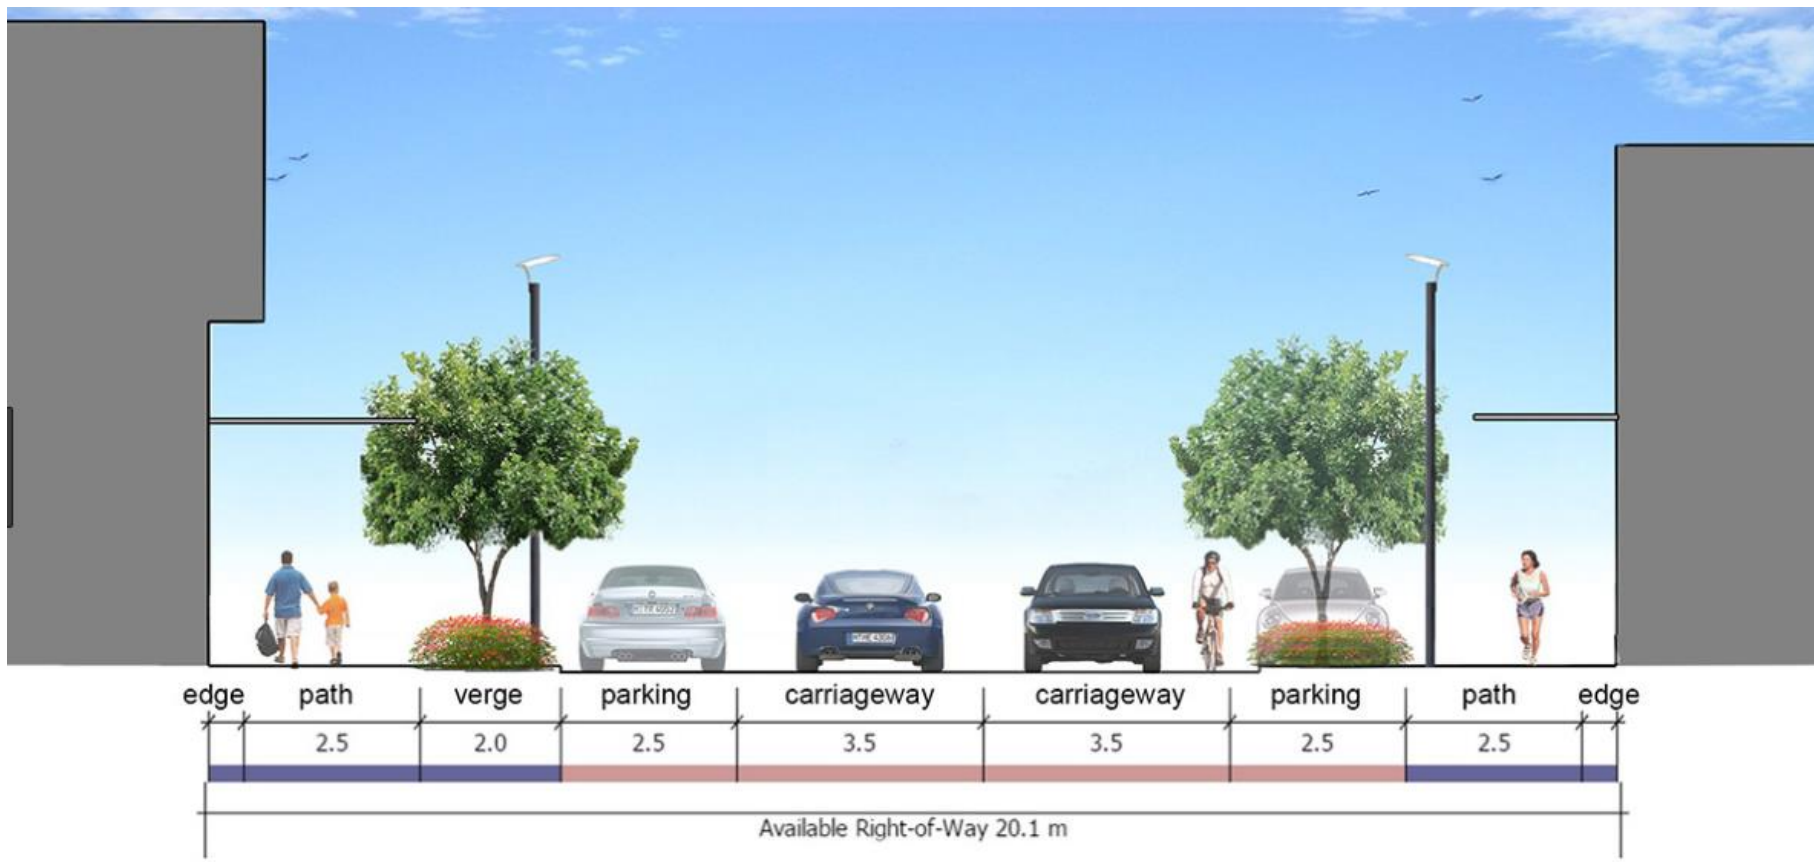 edge path verge parking carriageway carriageway parking path edge
2.5 2.0 2.5 3.5 3.5 2.5 2.5
Available Right-of-Way 20.1 m